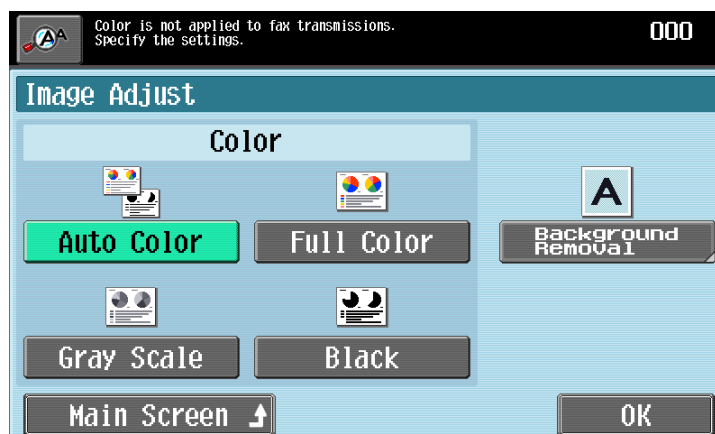 Color is not applied to fax transmissions.
Specify the settings.
000
Image Adjust
Color
Auto Color
Full Color
Background
Removal
Gray Scale
Black
Main Screen
OK